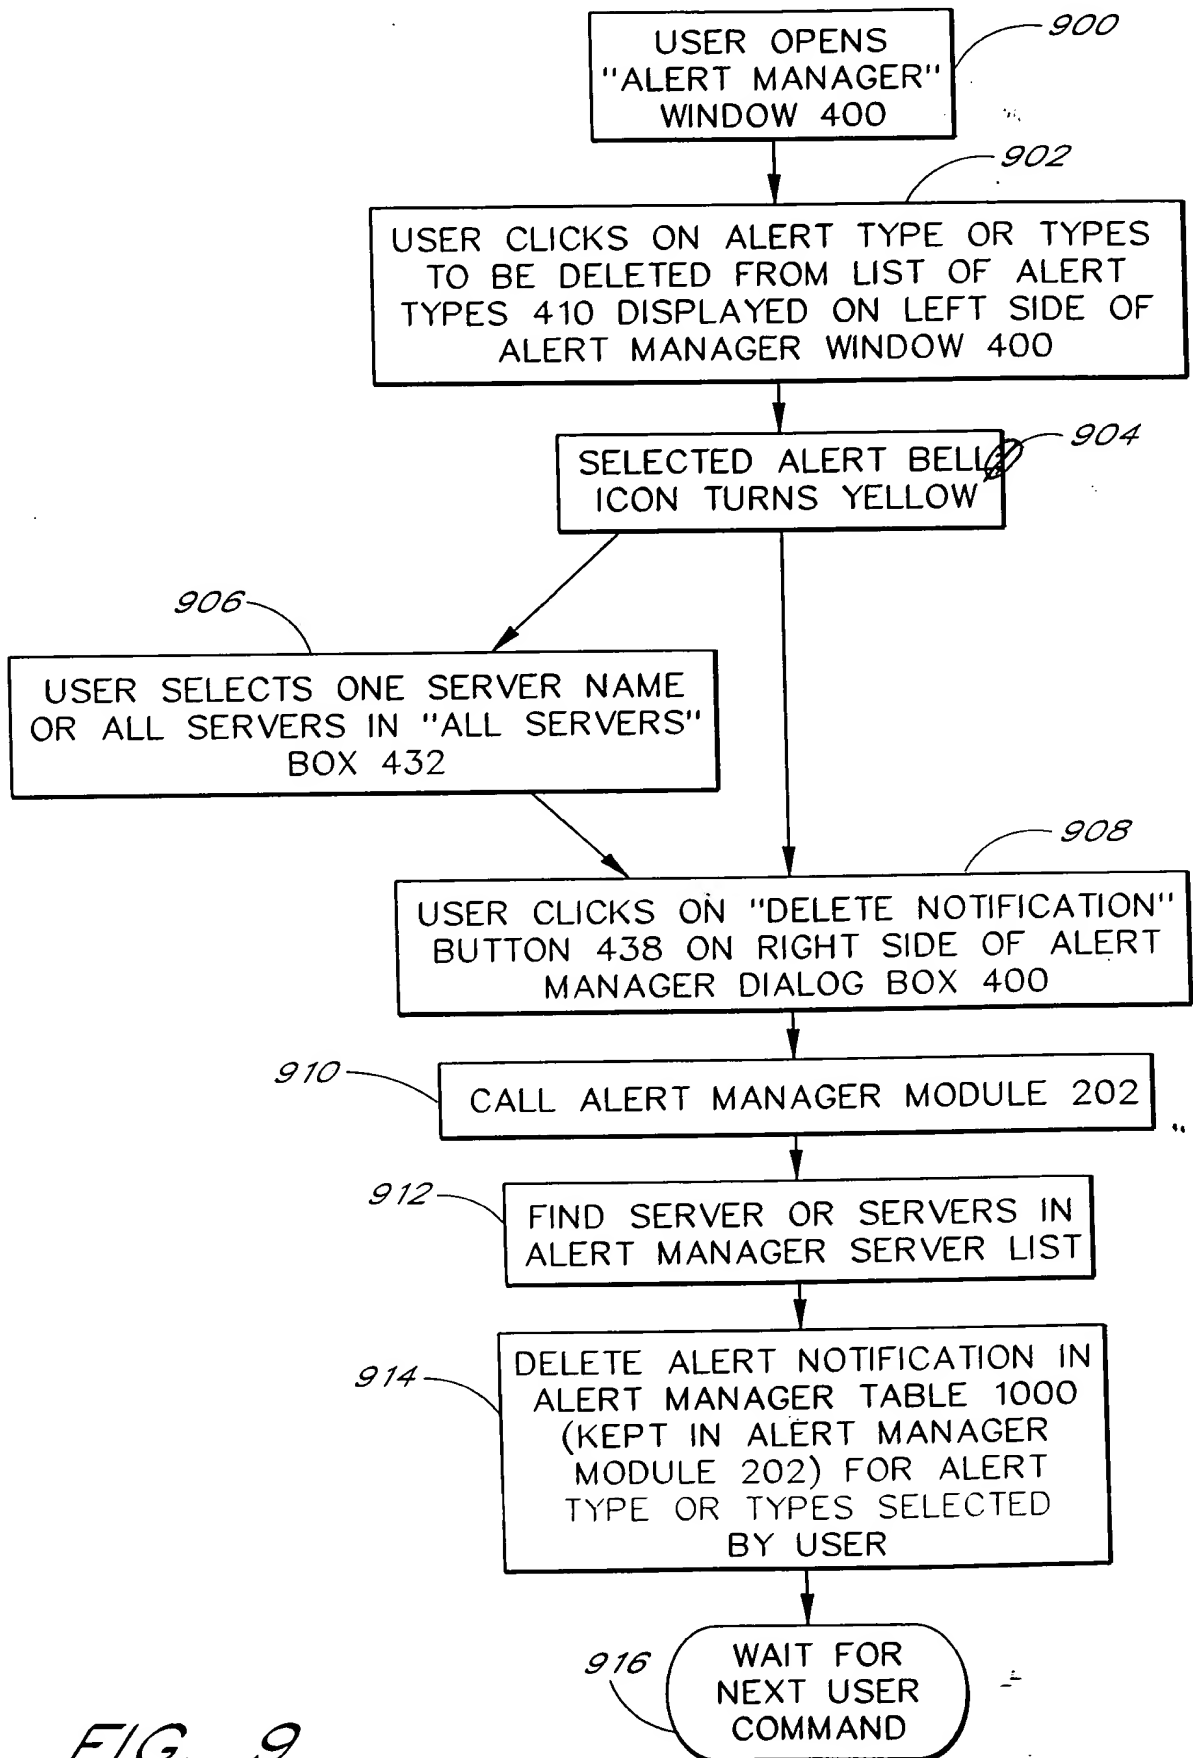 900
USER OPENS
"ALERT MANAGER"
WINDOW 400
902
USER CLICKS ON ALERT TYPE OR TYPES
TO BE DELETED FROM LIST OF ALERT
TYPES 410 DISPLAYED ON LEFT SIDE OF
ALERT MANAGER WINDOW 400
904
SELECTED ALERT BELL
ICON TURNS YELLOW
906
USER SELECTS ONE SERVER NAME
OR ALL SERVERS IN "ALL SERVERS"
BOX 432
908
USER CLICKS ON "DELETE NOTIFICATION"
BUTTON 438 ON RIGHT SIDE OF ALERT
MANAGER DIALOG BOX 400
910
CALL ALERT MANAGER MODULE 202
912
FIND SERVER OR SERVERS IN
ALERT MANAGER SERVER LIST
914
DELETE ALERT NOTIFICATION IN
ALERT MANAGER TABLE 1000
(KEPT IN ALERT MANAGER
MODULE 202) FOR ALERT
TYPE OR TYPES SELECTED
BY USER
916
WAIT FOR
NEXT USER
COMMAND
FIG. 9